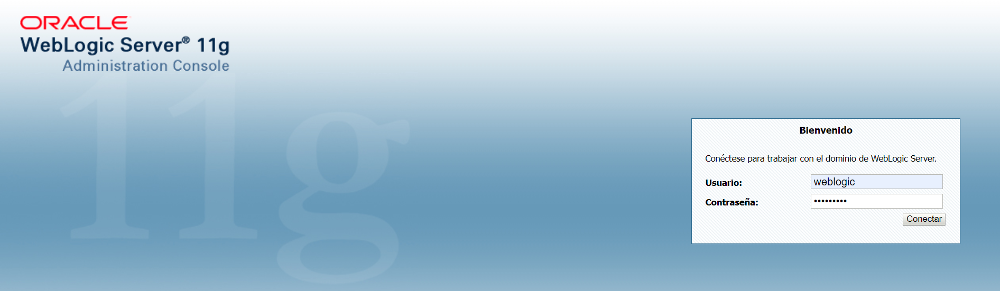 ORACLE
WebLogic Server® 11g
Administration Console
11g
Bienvenido
Conéctese para trabajar con el dominio de WebLogic Server.
Usuario: weblogic
Contraseña: •••••••••
Conectar